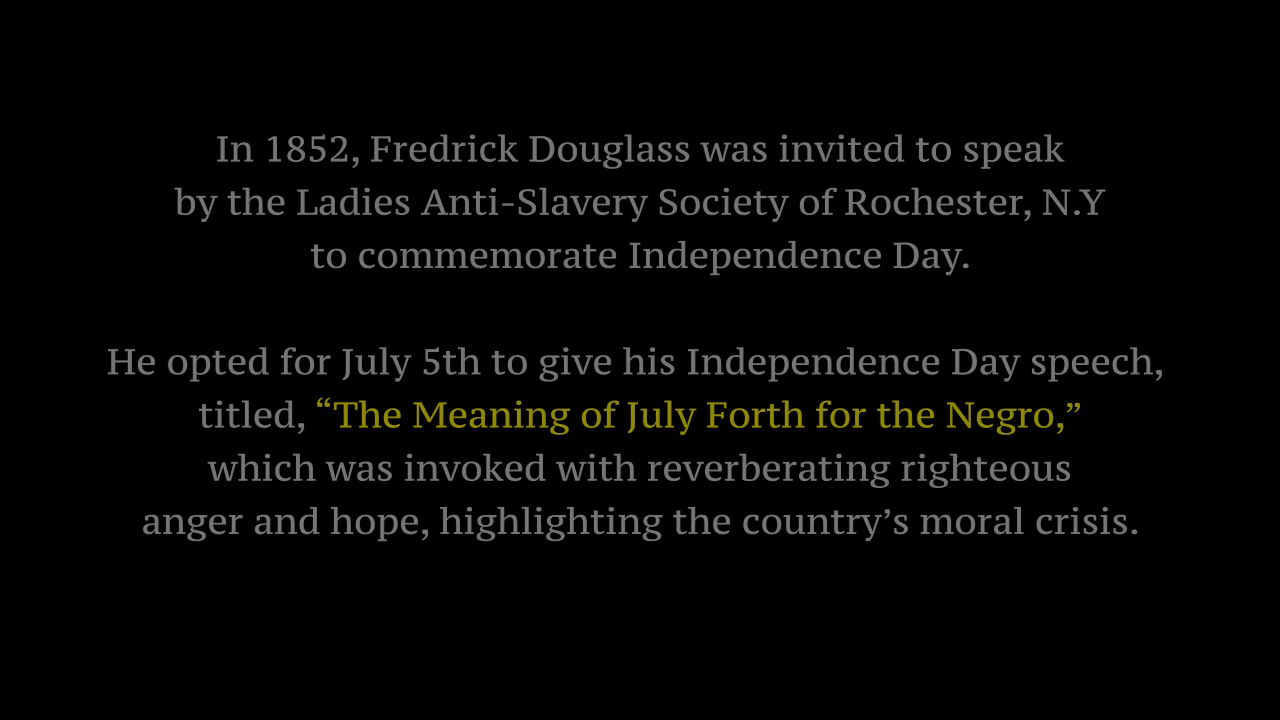 In 1852, Fredrick Douglass was invited to speak
by the Ladies Anti-Slavery Society of Rochester, N.Y
to commemorate Independence Day.
He opted for July 5th to give his Independence Day speech,
titled, “The Meaning of July Forth for the Negro,”
which was invoked with reverberating righteous
anger and hope, highlighting the country’s moral crisis.